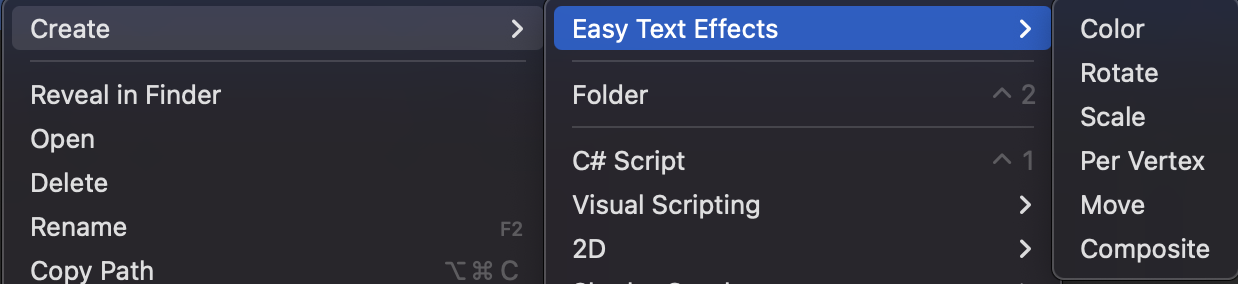 Create
Reveal in Finder
Open
Delete
Rename F2
Copy Path ⌥ ⌘ C
Easy Text Effects
Folder ^ 2
C# Script ^ 1
Visual Scripting
2D
Color
Rotate
Scale
Per Vertex
Move
Composite